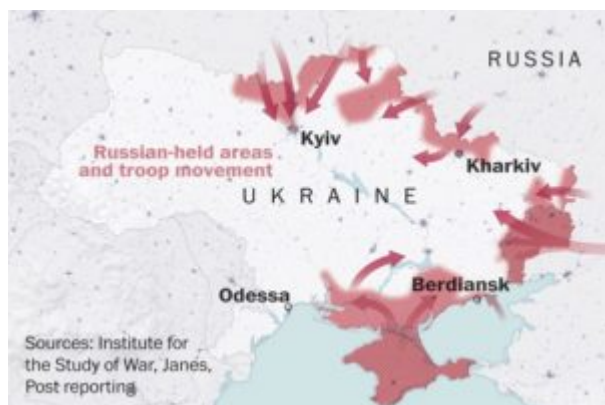 RUSSIA
Kyiv
Russian-held areas
and troop movement
Kharkiv
UKRAINE
Berdiansk
Odessa
Sources: Institute for
the Study of War, Janes,
Post reporting